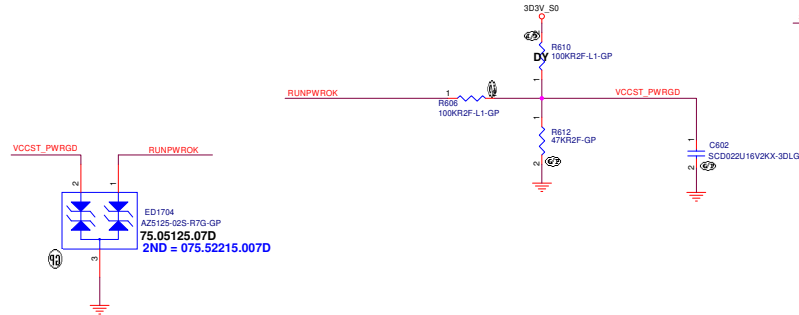 3D3V_S0
R610
100KR2F-L1-GP
DY
1
RUNPWROK
1
R606
100KR2F-L1-GP
VCCST_PWRGD
1
R612
47KR2F-GP
2
1
C602
SCD022U16V2KX-3DLG
2
VCCST_PWRGD
RUNPWROK
2
1
ED1704
AZ5125-02S-R7G-GP
75.05125.07D
2ND = 075.52215.007D
3